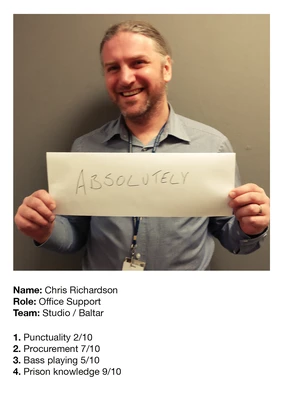 ABSOLUTELY
Name: Chris Richardson
Role: Office Support
Team: Studio / Baltar
1. Punctuality 2/10
2. Procurement 7/10
3. Bass playing 5/10
4. Prison knowledge 9/10